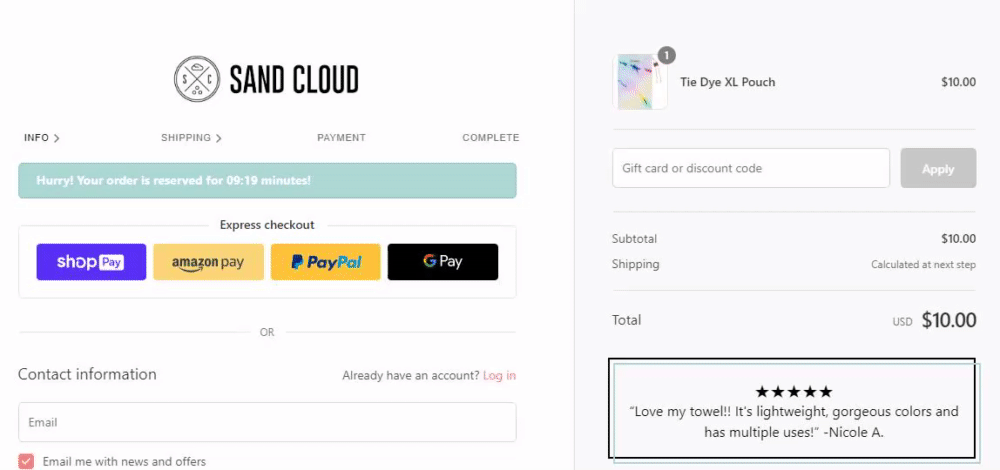 S C SAND CLOUD
INFO > SHIPPING > PAYMENT COMPLETE
Hurry! Your order is reserved for 09:19 minutes!
Express checkout
shop Pay amazon pay PayPal G Pay
OR
Contact information Already have an account? Log in
Email
Email me with news and offers
1
Tie Dye XL Pouch $10.00
Gift card or discount code Apply
Subtotal $10.00
Shipping Calculated at next step
Total USD $10.00
★★★★★
“Love my towel!! It's lightweight, gorgeous colors and
has multiple uses!” -Nicole A.